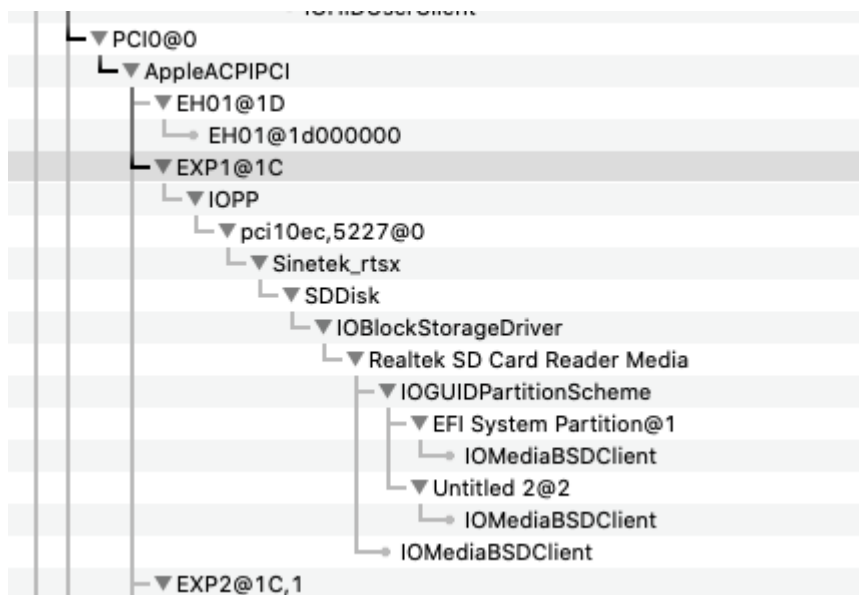 IOHIDUserClient
PCI0@0
AppleACPIPCI
EH01@1D
EH01@1d000000
EXP1@1C
IOPP
pci10ec,5227@0
Sinetek_rtsx
SDDisk
IOBlockStorageDriver
Realtek SD Card Reader Media
IOGUIDPartitionScheme
EFI System Partition@1
IOMediaBSDClient
Untitled 2@2
IOMediaBSDClient
IOMediaBSDClient
EXP2@1C,1